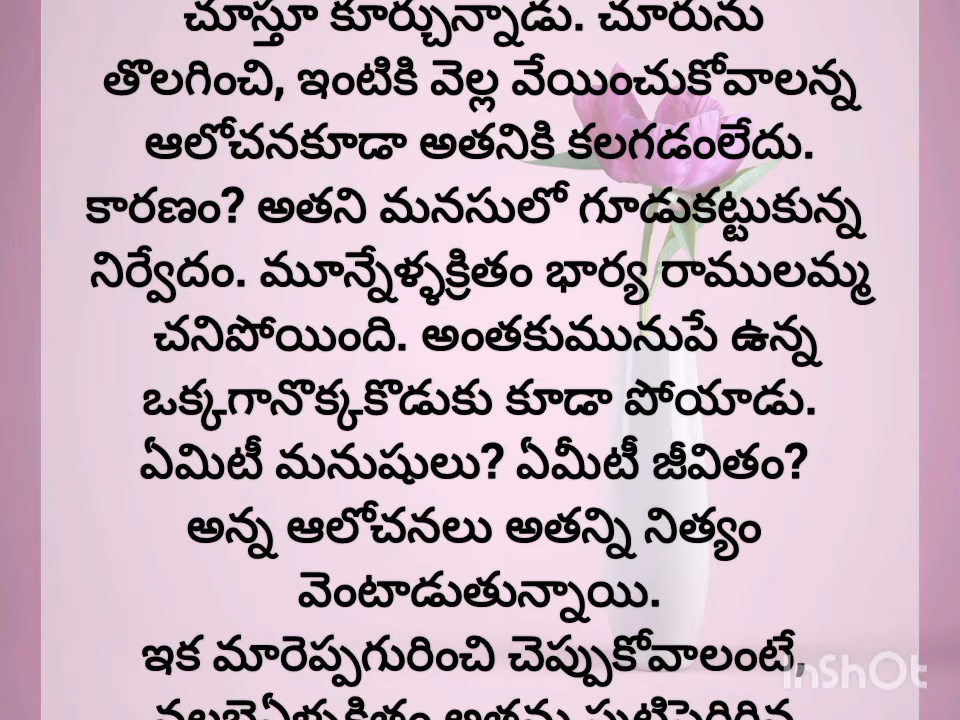 చూస్తూ కూర్చున్నాడు. చూరును
తొలగించి, ఇంటికి వెల్ల వేయించుకోవాలన్న
ఆలోచనకూడా అతనికి కలగడంలేదు.
కారణం? అతని మనసులో గూడుకట్టుకున్న
నిర్వేదం. మూన్నేళ్ళక్రితం భార్య రాములమ్మ
చనిపోయింది. అంతకుమునుపే ఉన్న
ఒక్కగానొక్కకొడుకు కూడా పోయాడు.
ఏమిటీ మనుషులు? ఏమీటీ జీవితం?
అన్న ఆలోచనలు అతన్ని నిత్యం
వెంటాడుతున్నాయి.
ఇక మారెప్పగురించి చెప్పుకోవాలంటే,
InShOt